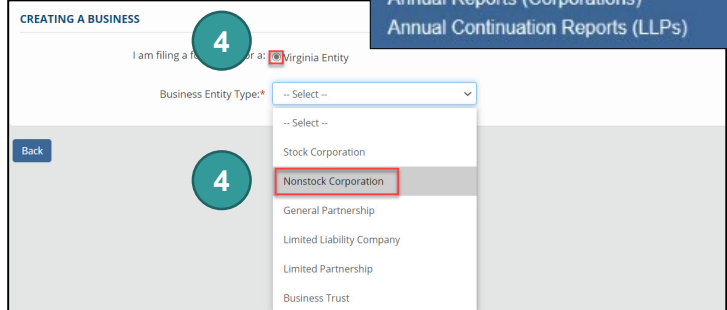 Annual Reports (Corporations)
Annual Continuation Reports (LLPs)
CREATING A BUSINESS
4
I am filing a f or a: Virginia Entity
Business Entity Type:* -- Select --
-- Select --
Stock Corporation
Back
4
Nonstock Corporation
General Partnership
Limited Liability Company
Limited Partnership
Business Trust